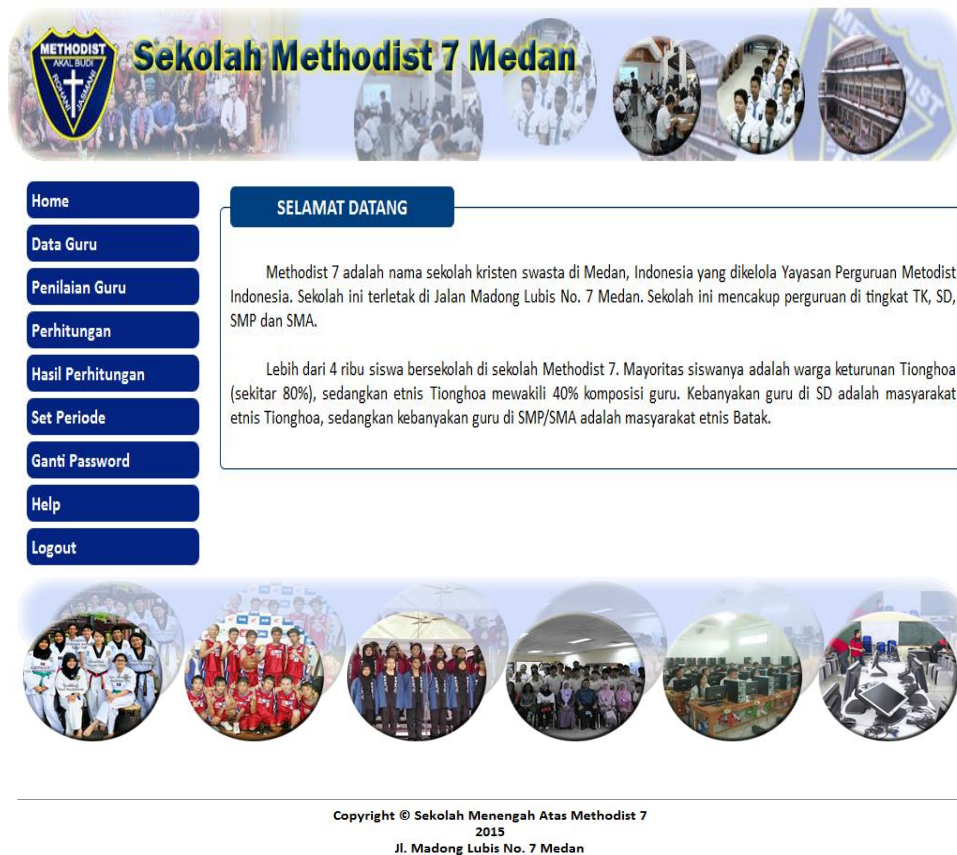 METHODIST
AKAL BUDI
ROHANI
JASMANI
Sekolah Methodist 7 Medan
Home
Data Guru
Penilaian Guru
Perhitungan
Hasil Perhitungan
Set Periode
Ganti Password
Help
Logout
SELAMAT DATANG
Methodist 7 adalah nama sekolah kristen swasta di Medan, Indonesia yang dikelola Yayasan Perguruan Metodist
Indonesia. Sekolah ini terletak di Jalan Madong Lubis No. 7 Medan. Sekolah ini mencakup perguruan di tingkat TK, SD,
SMP dan SMA.
Lebih dari 4 ribu siswa bersekolah di sekolah Methodist 7. Mayoritas siswanya adalah warga keturunan Tionghoa
(sekitar 80%), sedangkan etnis Tionghoa mewakili 40% komposisi guru. Kebanyakan guru di SD adalah masyarakat
etnis Tionghoa, sedangkan kebanyakan guru di SMP/SMA adalah masyarakat etnis Batak.
Copyright © Sekolah Menengah Atas Methodist 7
2015
Jl. Madong Lubis No. 7 Medan